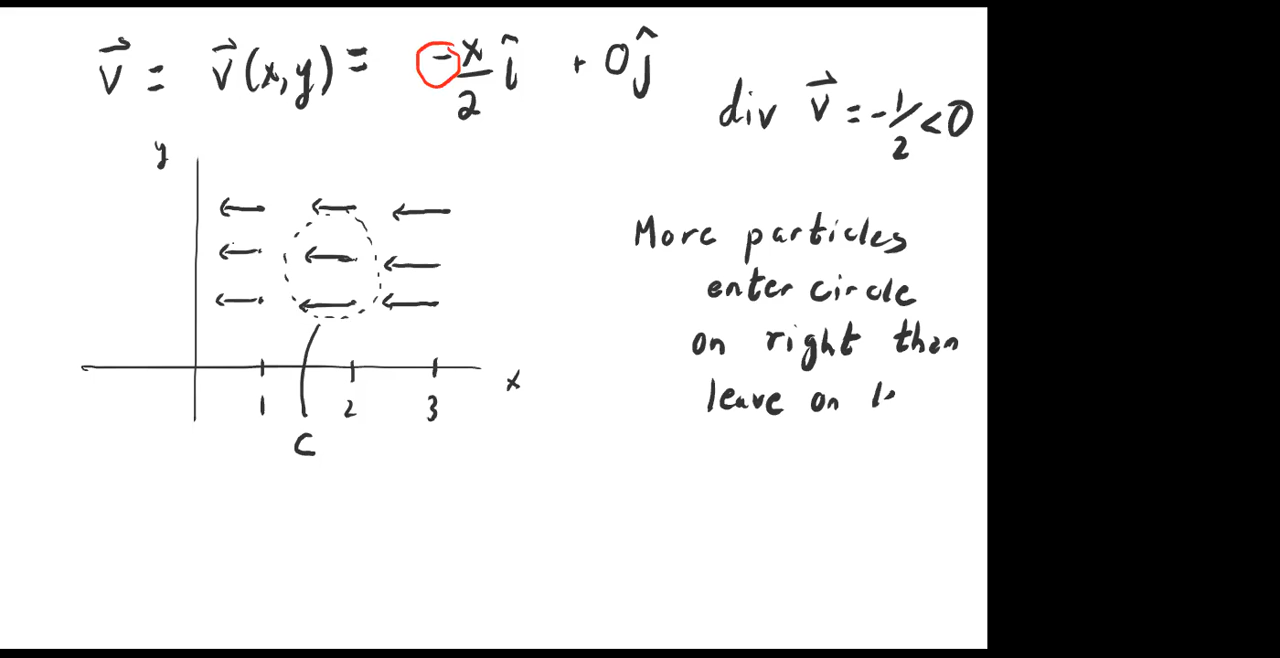 v⃗ = v⃗(x,y) = -x/2 î + 0ĵ
div v⃗ = -1/2 < 0
y
More particles
enter circle
on right than
leave on
x
1 2 3
C